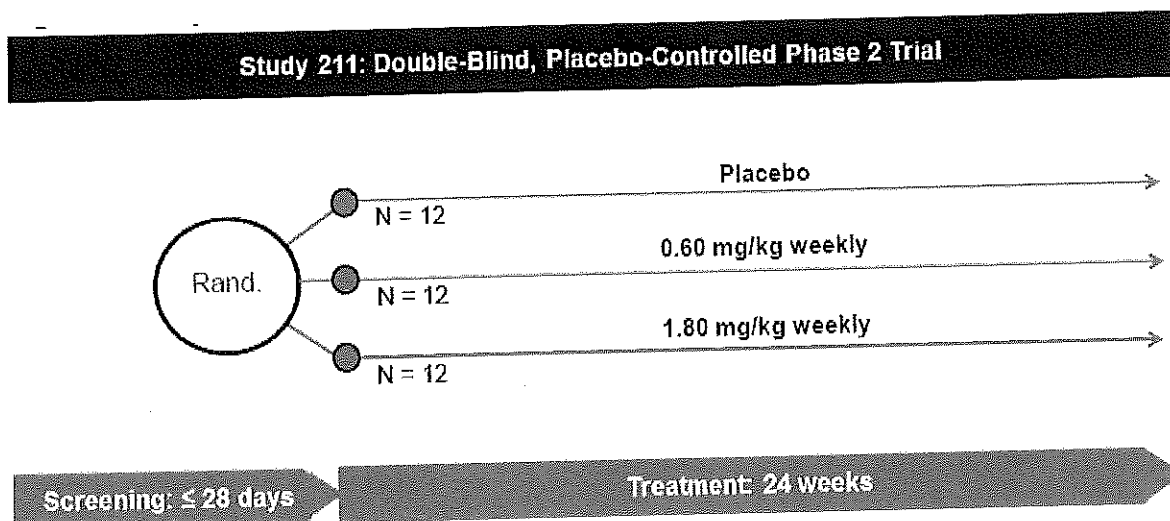 Study 211: Double-Blind, Placebo-Controlled Phase 2 Trial
Placebo
N = 12
0.60 mg/kg weekly
Rand.
N = 12
1.80 mg/kg weekly
N = 12
Screening: ≤ 28 days
Treatment: 24 weeks